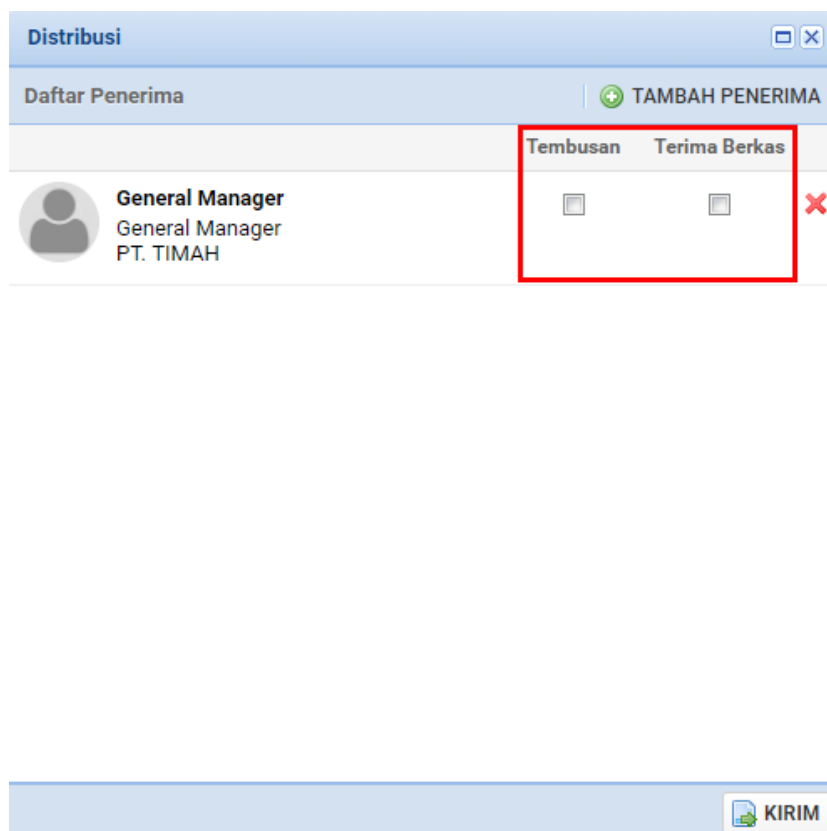 Distribusi
Daftar Penerima TAMBAH PENERIMA
Tembusan Terima Berkas
General Manager
General Manager
PT. TIMAH
KIRIM